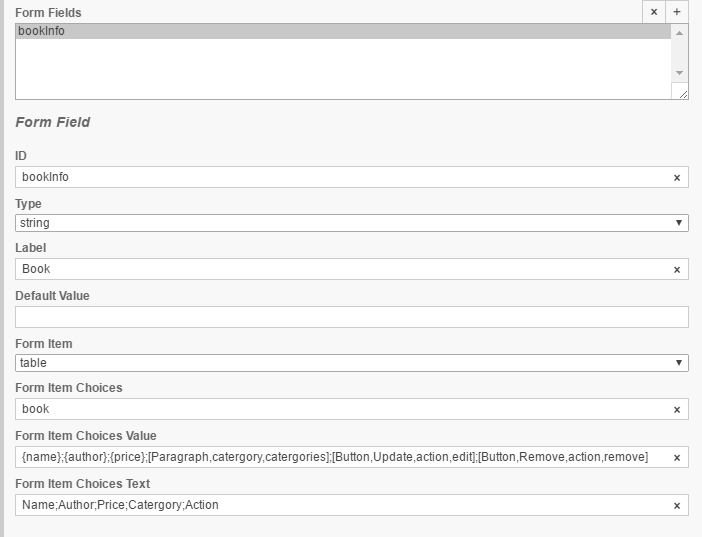 Form Fields × +
bookInfo
Form Field
ID
bookInfo ×
Type
string
Label
Book ×
Default Value
Form Item
table
Form Item Choices
book ×
Form Item Choices Value
{name};{author};{price};[Paragraph,catergory,catergories];[Button,Update,action,edit];[Button,Remove,action,remove] ×
Form Item Choices Text
Name;Author;Price;Catergory;Action ×